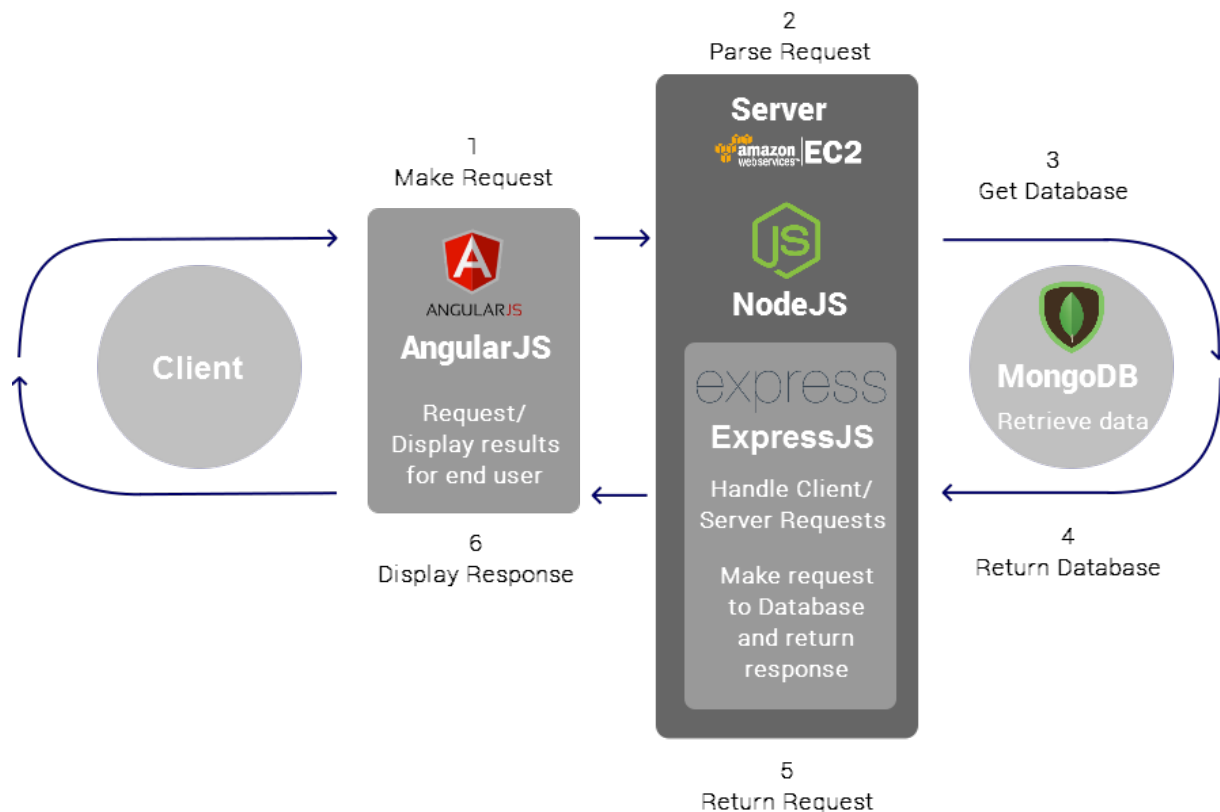 2
Parse Request
Server
amazon
webservices™
EC2
1
Make Request
3
Get Database
JS
A
ANGULARJS
NodeJS
AngularJS
Client
MongoDB
express
Request/
Display results
for end user
Retrieve data
ExpressJS
Handle Client/
Server Requests
6
Display Response
4
Return Database
Make request
to Database
and return
response
5
Return Request